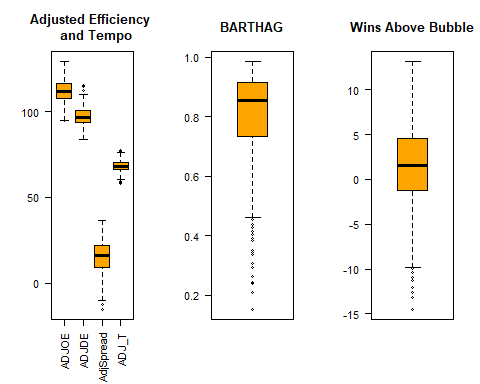 Adjusted Efficiency
and Tempo
100
50
0
ADJOE
ADJDE
AdjSpread
ADJ_T
BARTHAG
1.0
0.8
0.6
0.4
0.2
Wins Above Bubble
10
5
0
-5
-10
-15